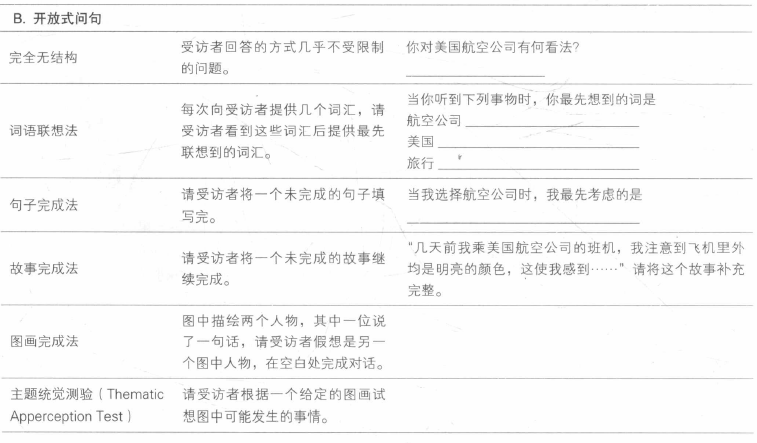 B. 开放式问句
完全无结构
受访者回答的方式几乎不受限制
的问题。
你对美国航空公司有何看法?
词语联想法
每次向受访者提供几个词汇，请
受访者看到这些词汇后提供最先
联想到的词汇。
当你听到下列事物时，你最先想到的词是
航空公司
美国
旅行
句子完成法
请受访者将一个未完成的句子填
写完。
当我选择航空公司时，我最先考虑的是
故事完成法
请受访者将一个未完成的故事继
续完成。
“几天前我乘美国航空公司的班机，我注意到飞机里外
均是明亮的颜色，这使我感到……”请将这个故事补充
完整。
图画完成法
图中描绘两个人物，其中一位说
了一句话，请受访者假想是另一
个图中人物，在空白处完成对话。
主题统觉测验（Thematic
Apperception Test）
请受访者根据一个给定的图画试
想图中可能发生的事情。